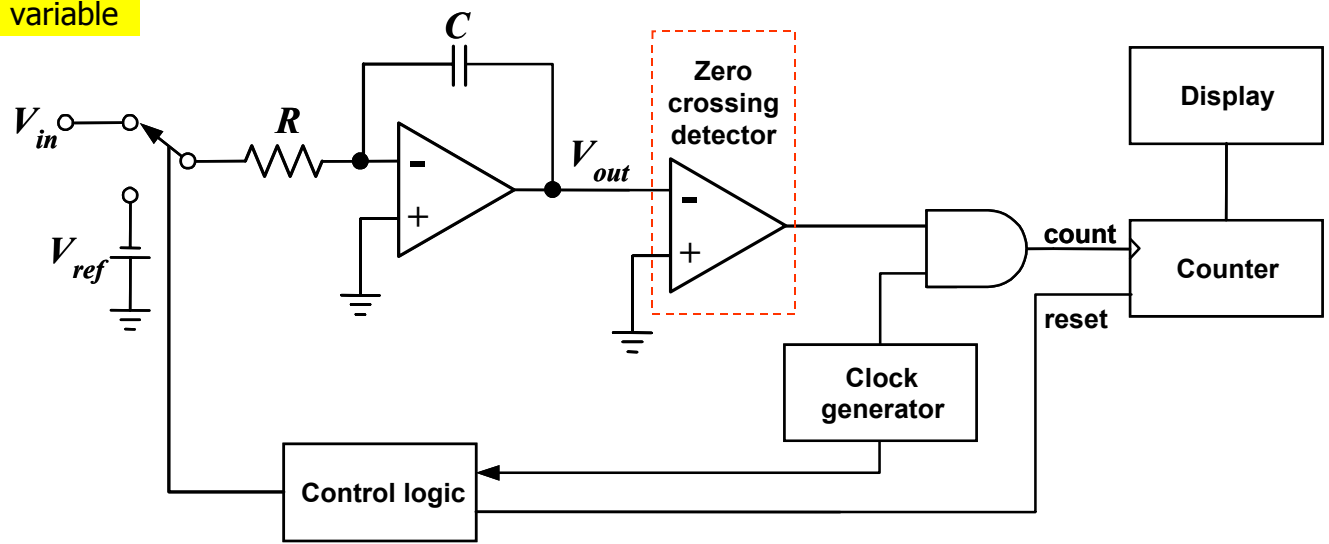 variable
C
Zero
crossing
detector
Display
V_in
R
-
+
V_out
-
+
V_ref
count
Counter
reset
Clock
generator
Control logic